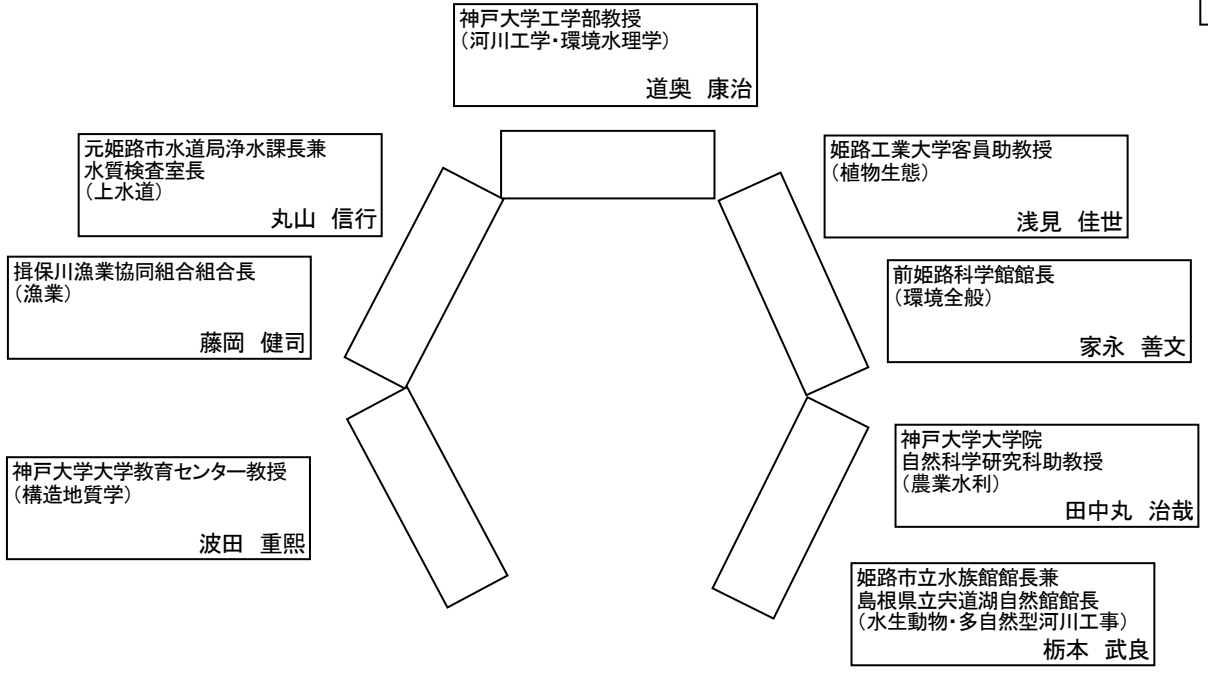 神戸大学工学部教授
(河川工学・環境水理学)
道奥 康治
元姫路市水道局浄水課長兼
水質検査室長
(上水道)
丸山 信行
姫路工業大学客員助教授
(植物生態)
浅見 佳世
揖保川漁業協同組合組合長
(漁業)
藤岡 健司
前姫路科学館館長
(環境全般)
家永 善文
神戸大学大学教育センター教授
(構造地質学)
波田 重熙
神戸大学大学院
自然科学研究科助教授
(農業水利)
田中丸 治哉
姫路市立水族館館長兼
島根県立宍道湖自然館館長
(水生動物・多自然型河川工事)
栃本 武良